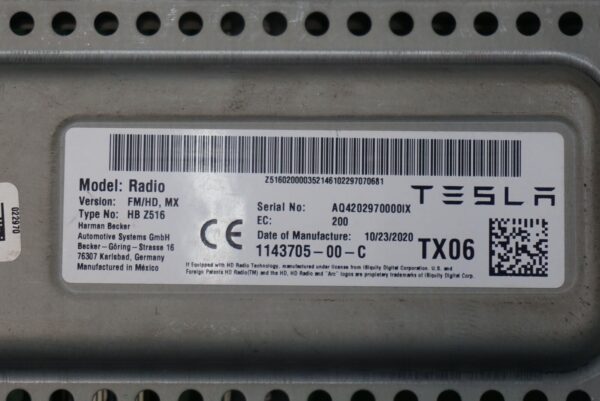 Z5160200003521461022970​70681
Model: Radio
Version: FM/HD, MX
Type No: HB Z516
Harman Becker
Automotive Systems GmbH
Becker-Göring-Strasse 16
76307 Karlsbad, Germany
Manufactured in México
CE
TESLA
Serial No: AQ4202970000IX
EC: 200
Date of Manufacture: 10/23/2020
1143705-00-C TX06
If Equipped with HD Radio Technology, manufactured under license from iBiquity Digital Corporation. U.S. and
Foreign Patents HD Radio(TM) and the HD, HD Radio and "Arc" logos are proprietary trademarks of iBiquity Digital Corp.
022970